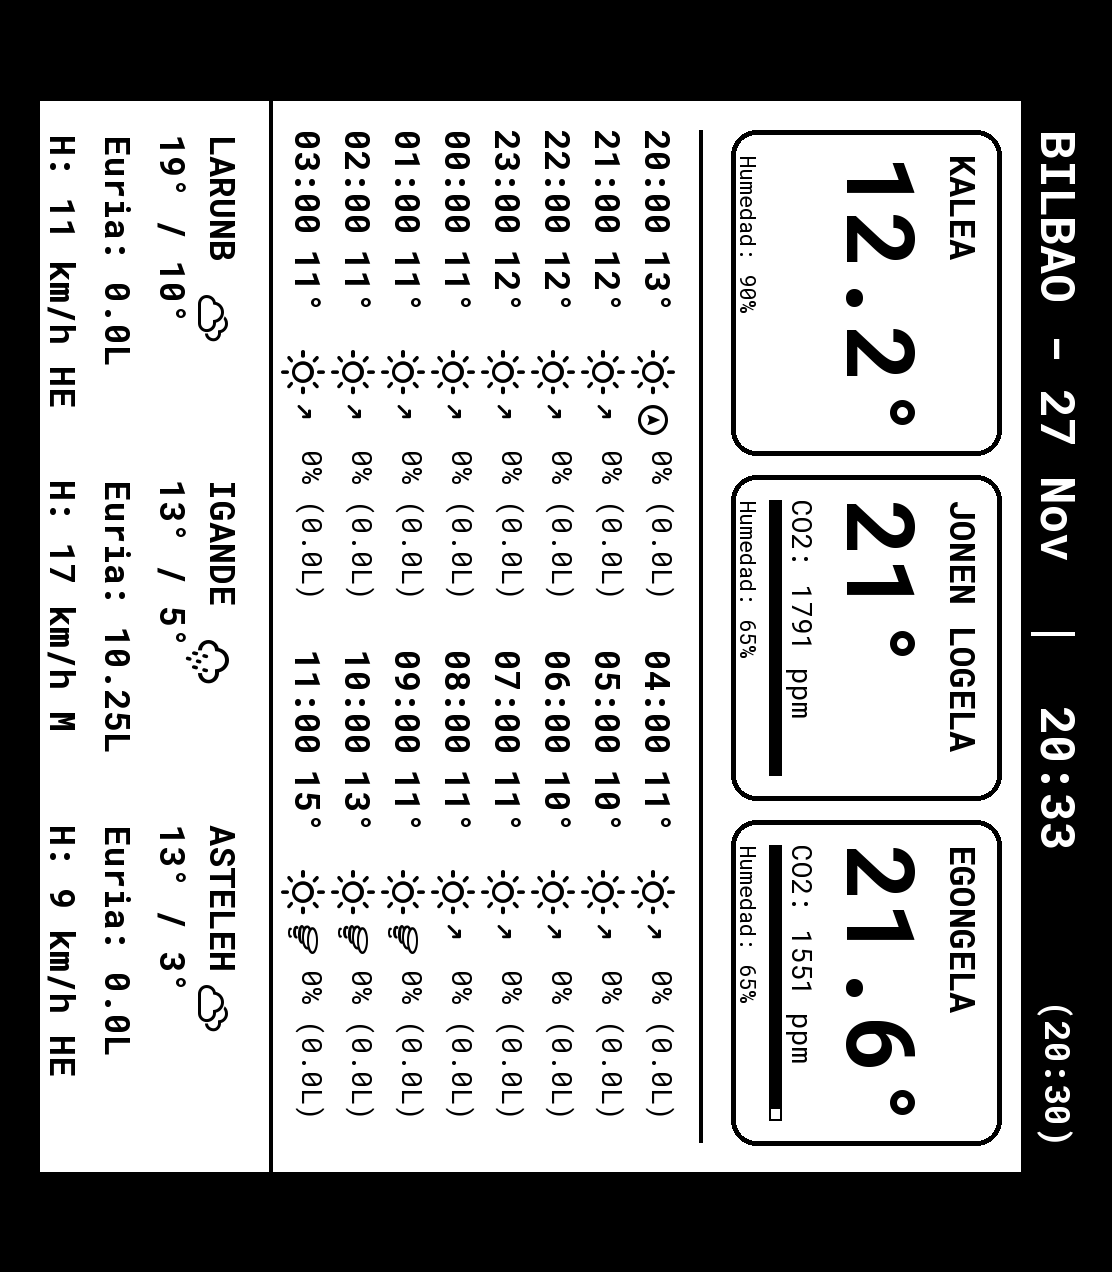 BILBAO - 27 Nov | 20:33 (20:30)
KALEA
12.2°
Humedad: 90%
JONEN LOGELA
21°
CO2: 1791 ppm
Humedad: 65%
EGONGELA
21.6°
CO2: 1551 ppm
Humedad: 65%
20:00 13° 0% (0.0L)
21:00 12° 0% (0.0L)
22:00 12° 0% (0.0L)
23:00 12° 0% (0.0L)
00:00 11° 0% (0.0L)
01:00 11° 0% (0.0L)
02:00 11° 0% (0.0L)
03:00 11° 0% (0.0L)
04:00 11° 0% (0.0L)
05:00 10° 0% (0.0L)
06:00 10° 0% (0.0L)
07:00 11° 0% (0.0L)
08:00 11° 0% (0.0L)
09:00 11° 0% (0.0L)
10:00 13° 0% (0.0L)
11:00 15° 0% (0.0L)
LARUNB
19° / 10°
Euria: 0.0L
H: 11 km/h HE
IGANDE
13° / 5°
Euria: 10.25L
H: 17 km/h M
ASTELEH
13° / 3°
Euria: 0.0L
H: 9 km/h HE